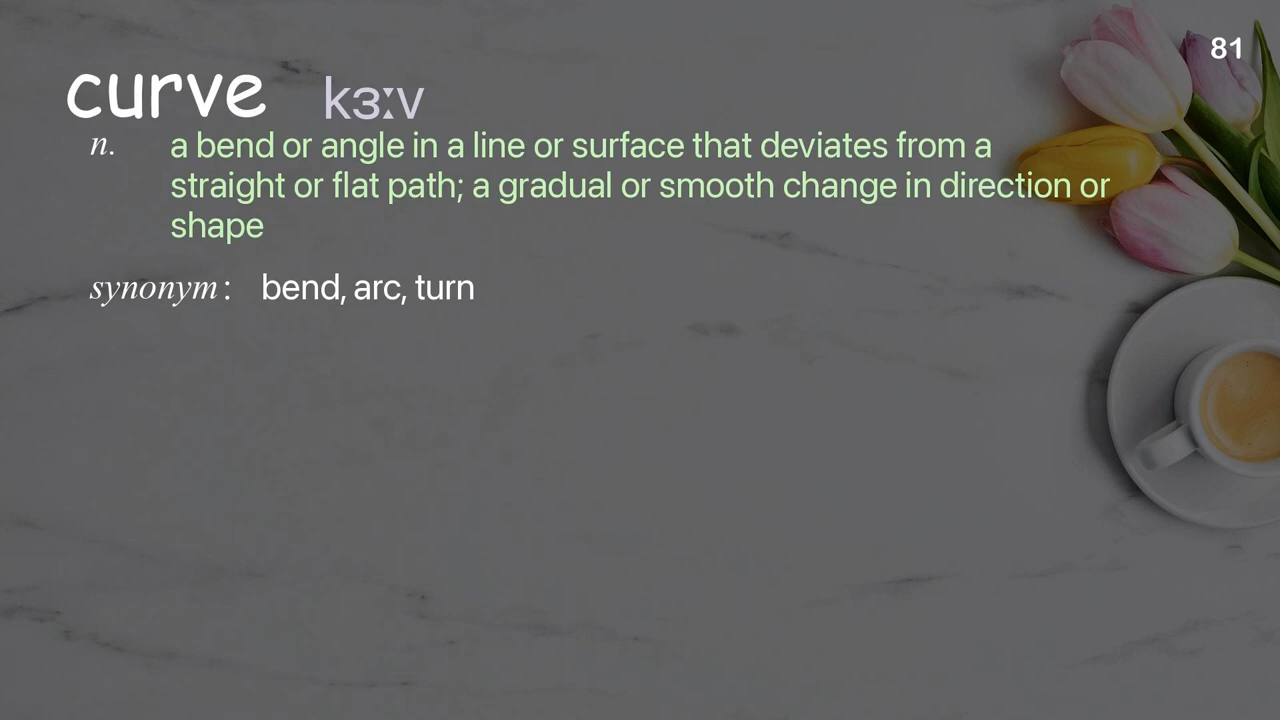 81
curve kɜːv
n. a bend or angle in a line or surface that deviates from a
straight or flat path; a gradual or smooth change in direction or
shape
synonym: bend, arc, turn